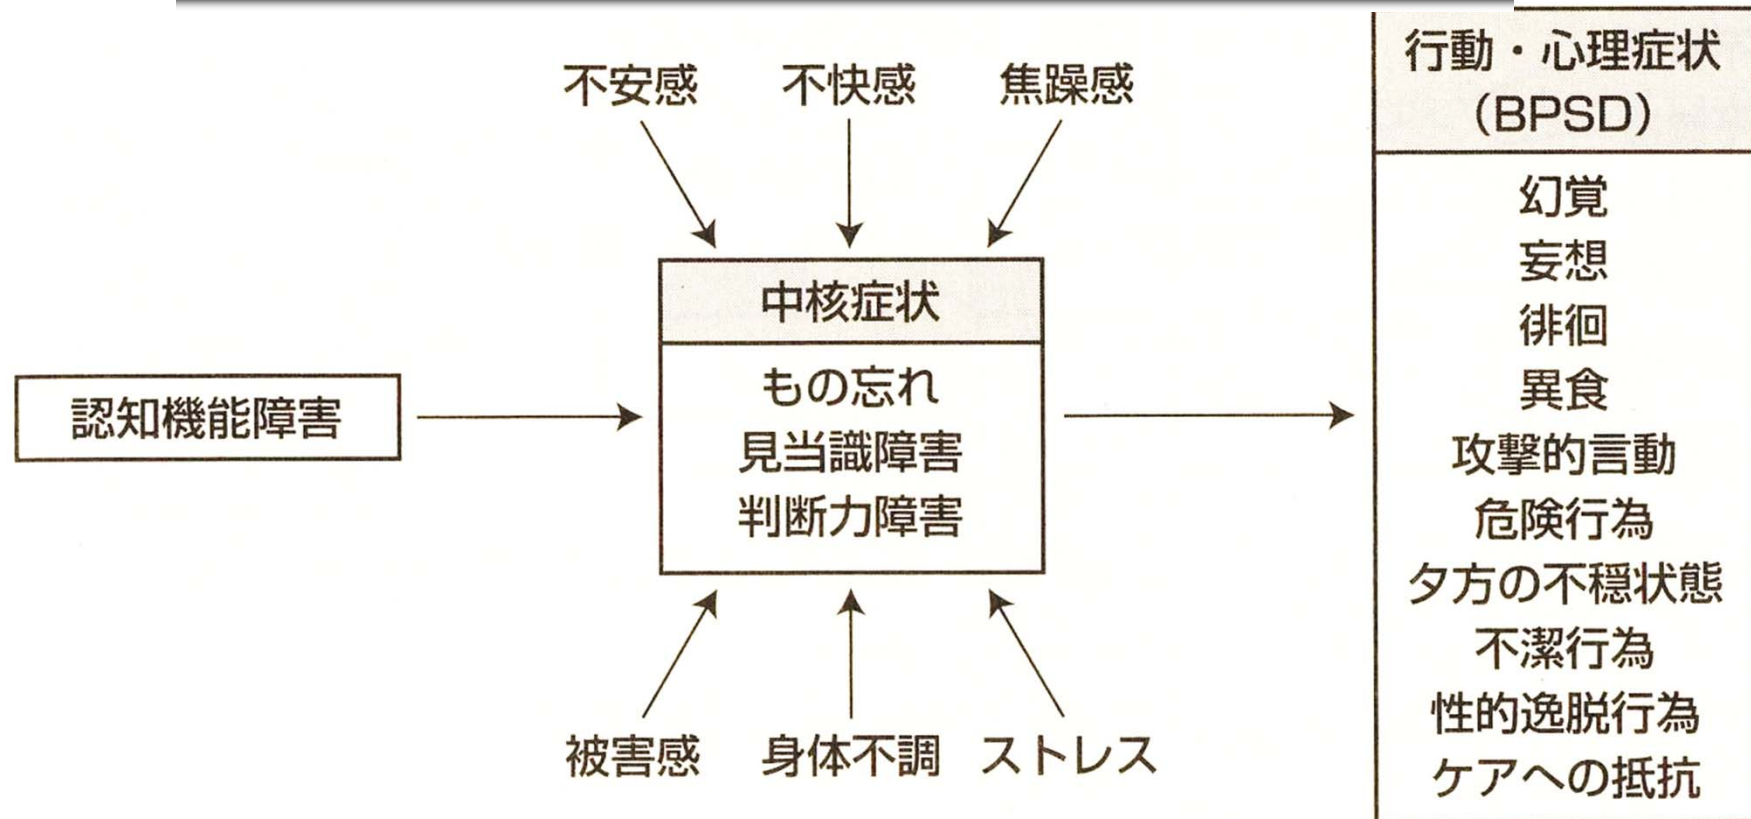 不安感
不快感
焦躁感
認知機能障害
中核症状
もの忘れ
見当識障害
判断力障害
被害感
身体不調
ストレス
行動・心理症状
（BPSD）
幻覚
妄想
徘徊
異食
攻撃的言動
危険行為
夕方の不穏状態
不潔行為
性的逸脱行為
ケアへの抵抗